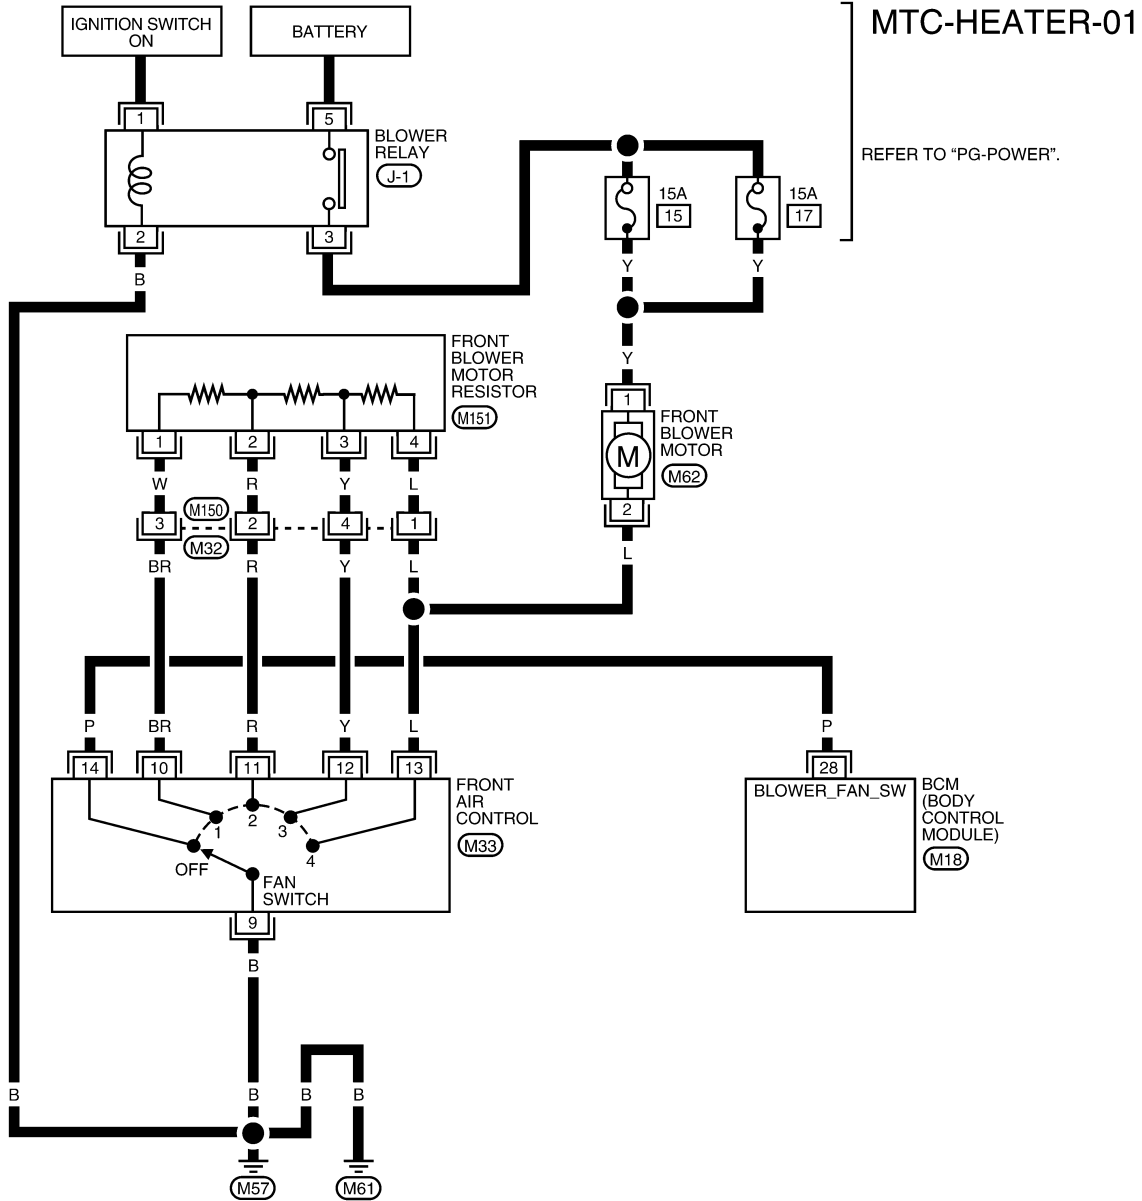 MTC-HEATER-01
IGNITION SWITCH
ON
BATTERY
1
5
BLOWER
RELAY
J-1
REFER TO "PG-POWER".
15A
15
15A
17
2
3
B
Y
Y
FRONT
BLOWER
MOTOR
RESISTOR
M151
Y
1
FRONT
BLOWER
MOTOR
M62
M
2
L
1
2
3
4
W
R
Y
L
M150
3
2
4
1
M32
BR
R
Y
L
P
BR
R
Y
L
P
14
10
11
12
13
28
FRONT
AIR
CONTROL
M33
1
2
3
4
OFF
FAN
SWITCH
BLOWER_FAN_SW
BCM
(BODY
CONTROL
MODULE)
M18
9
B
B
B
B
B
M57
M61